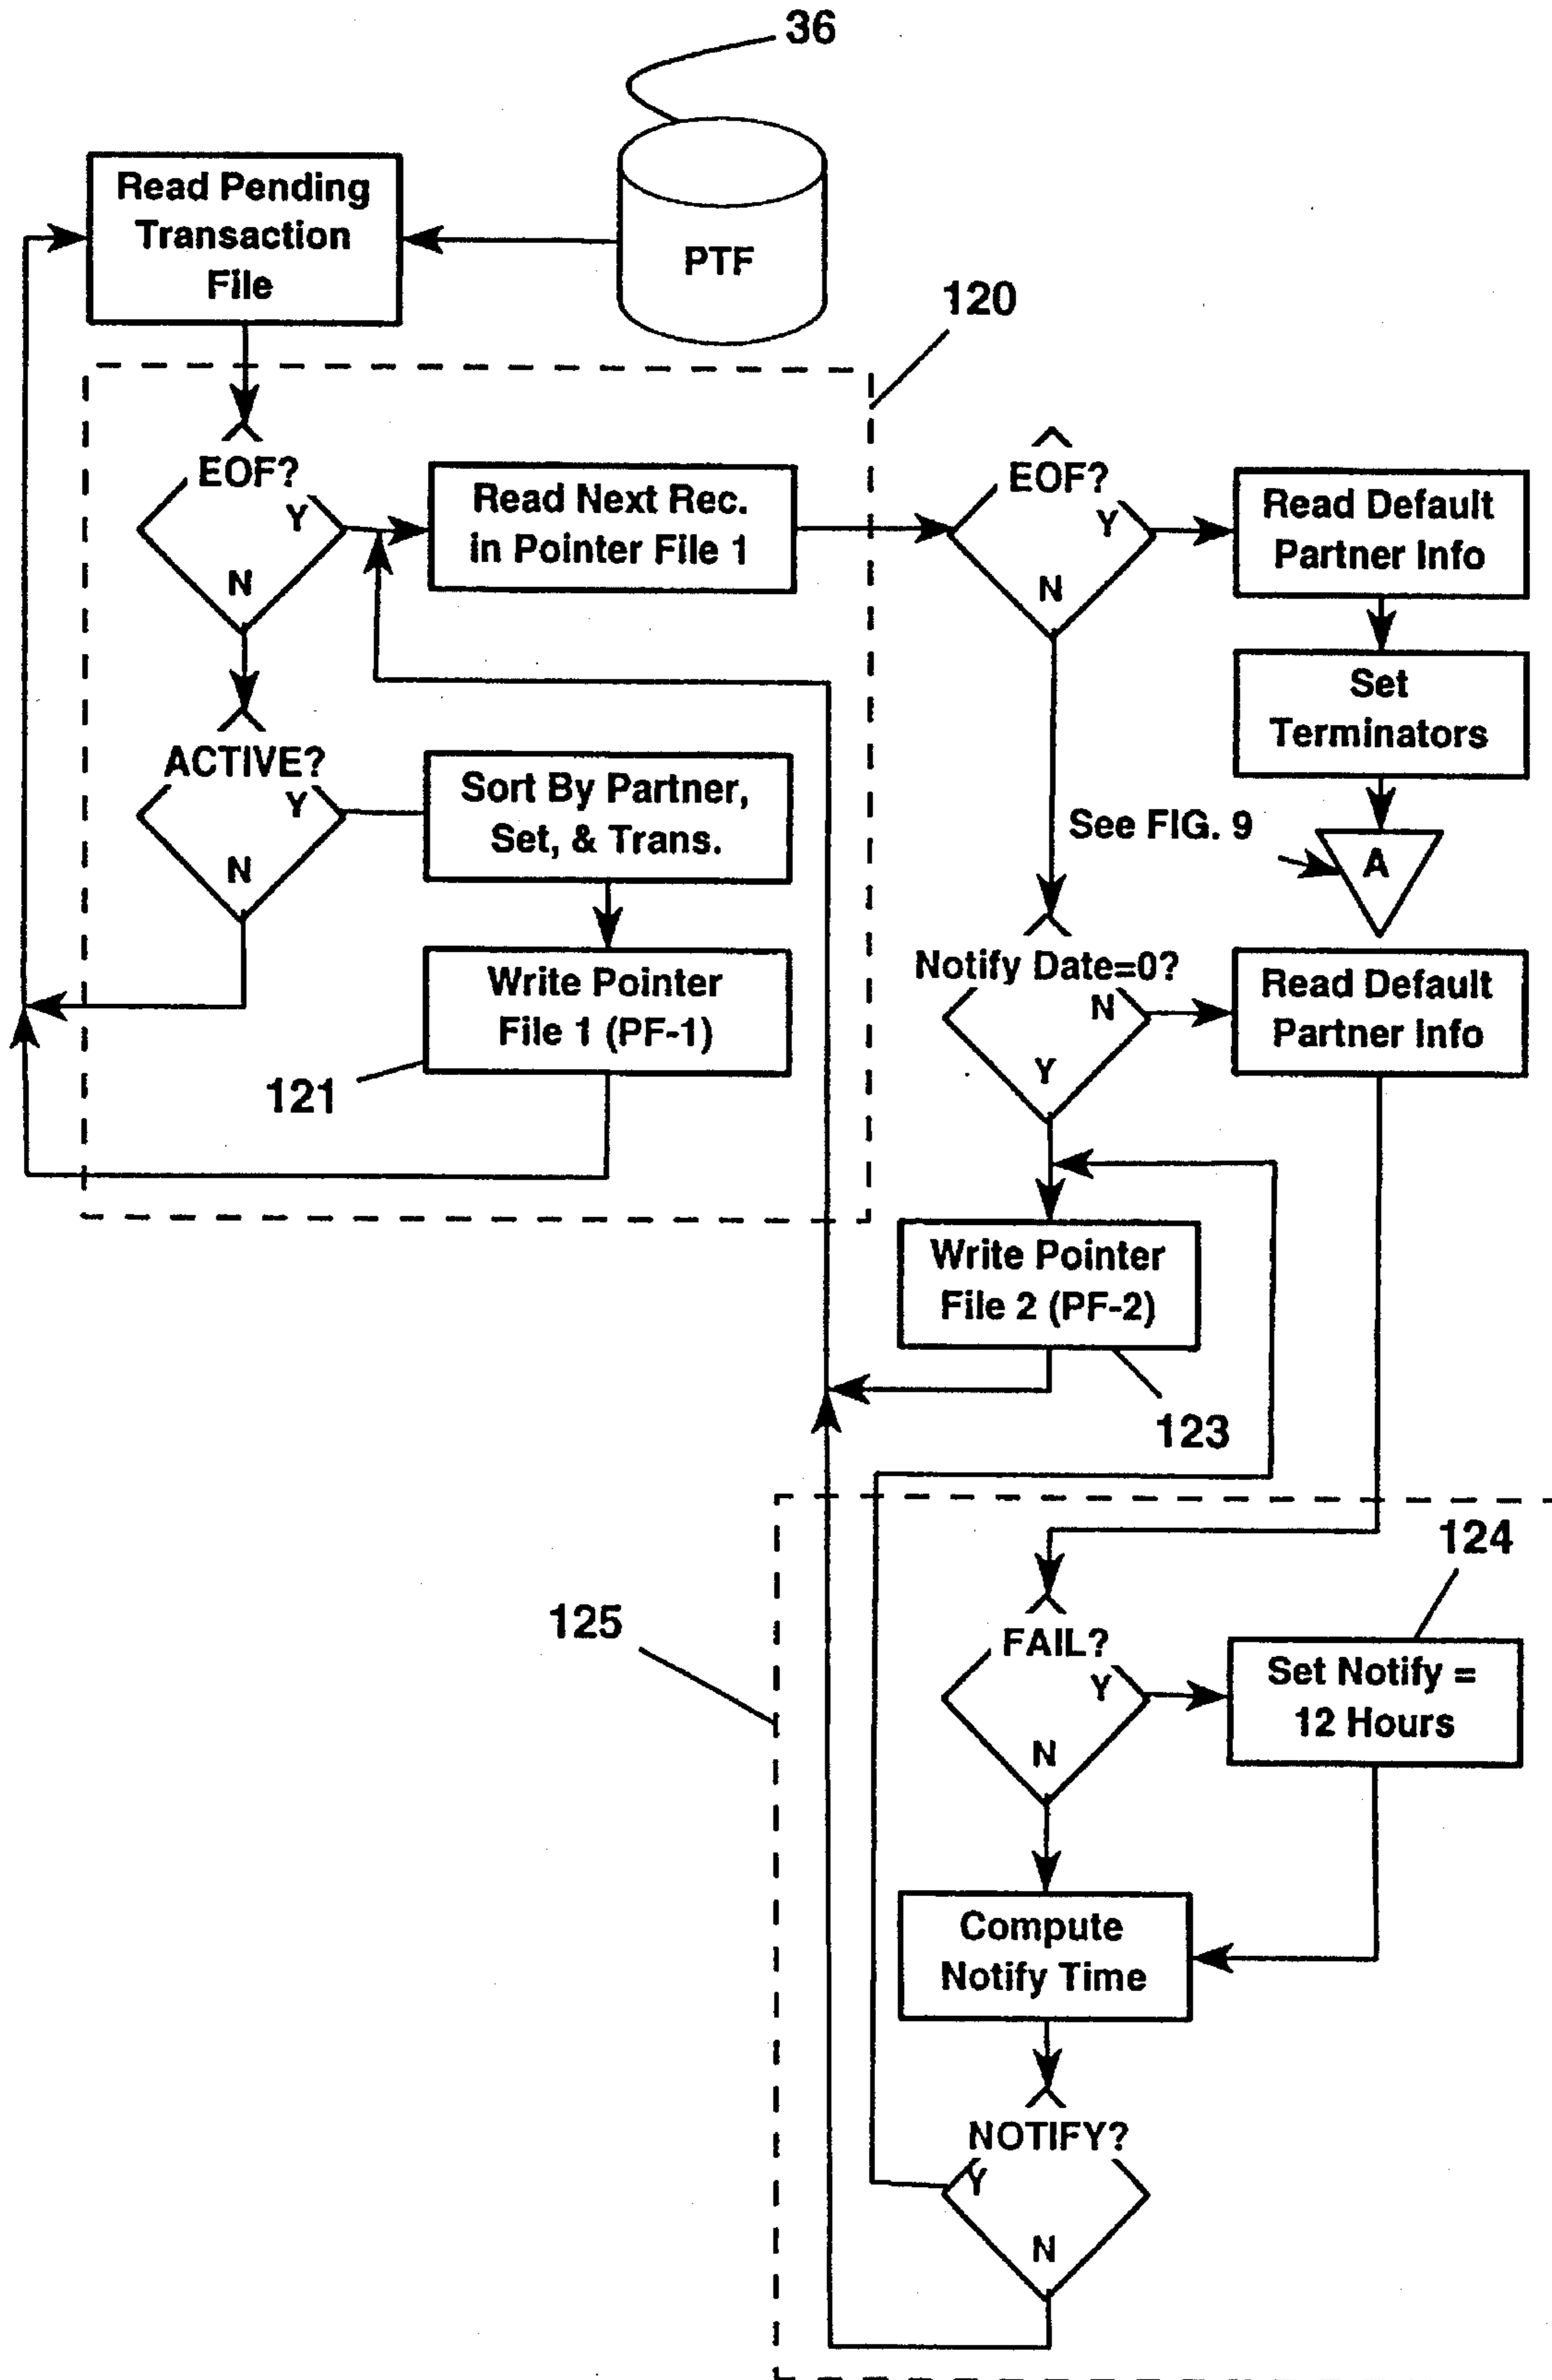 36
Read Pending
Transaction
File
PTF
120
EOF?
Y
N
Read Next Rec.
in Pointer File 1
EOF?
Y
N
Read Default
Partner Info
Set
Terminators
See FIG. 9
A
ACTIVE?
Y
N
Sort By Partner,
Set, & Trans.
Write Pointer
File 1 (PF-1)
121
Notify Date=0?
N
Y
Read Default
Partner Info
Write Pointer
File 2 (PF-2)
123
124
125
FAIL?
Y
N
Set Notify =
12 Hours
Compute
Notify Time
NOTIFY?
Y
N